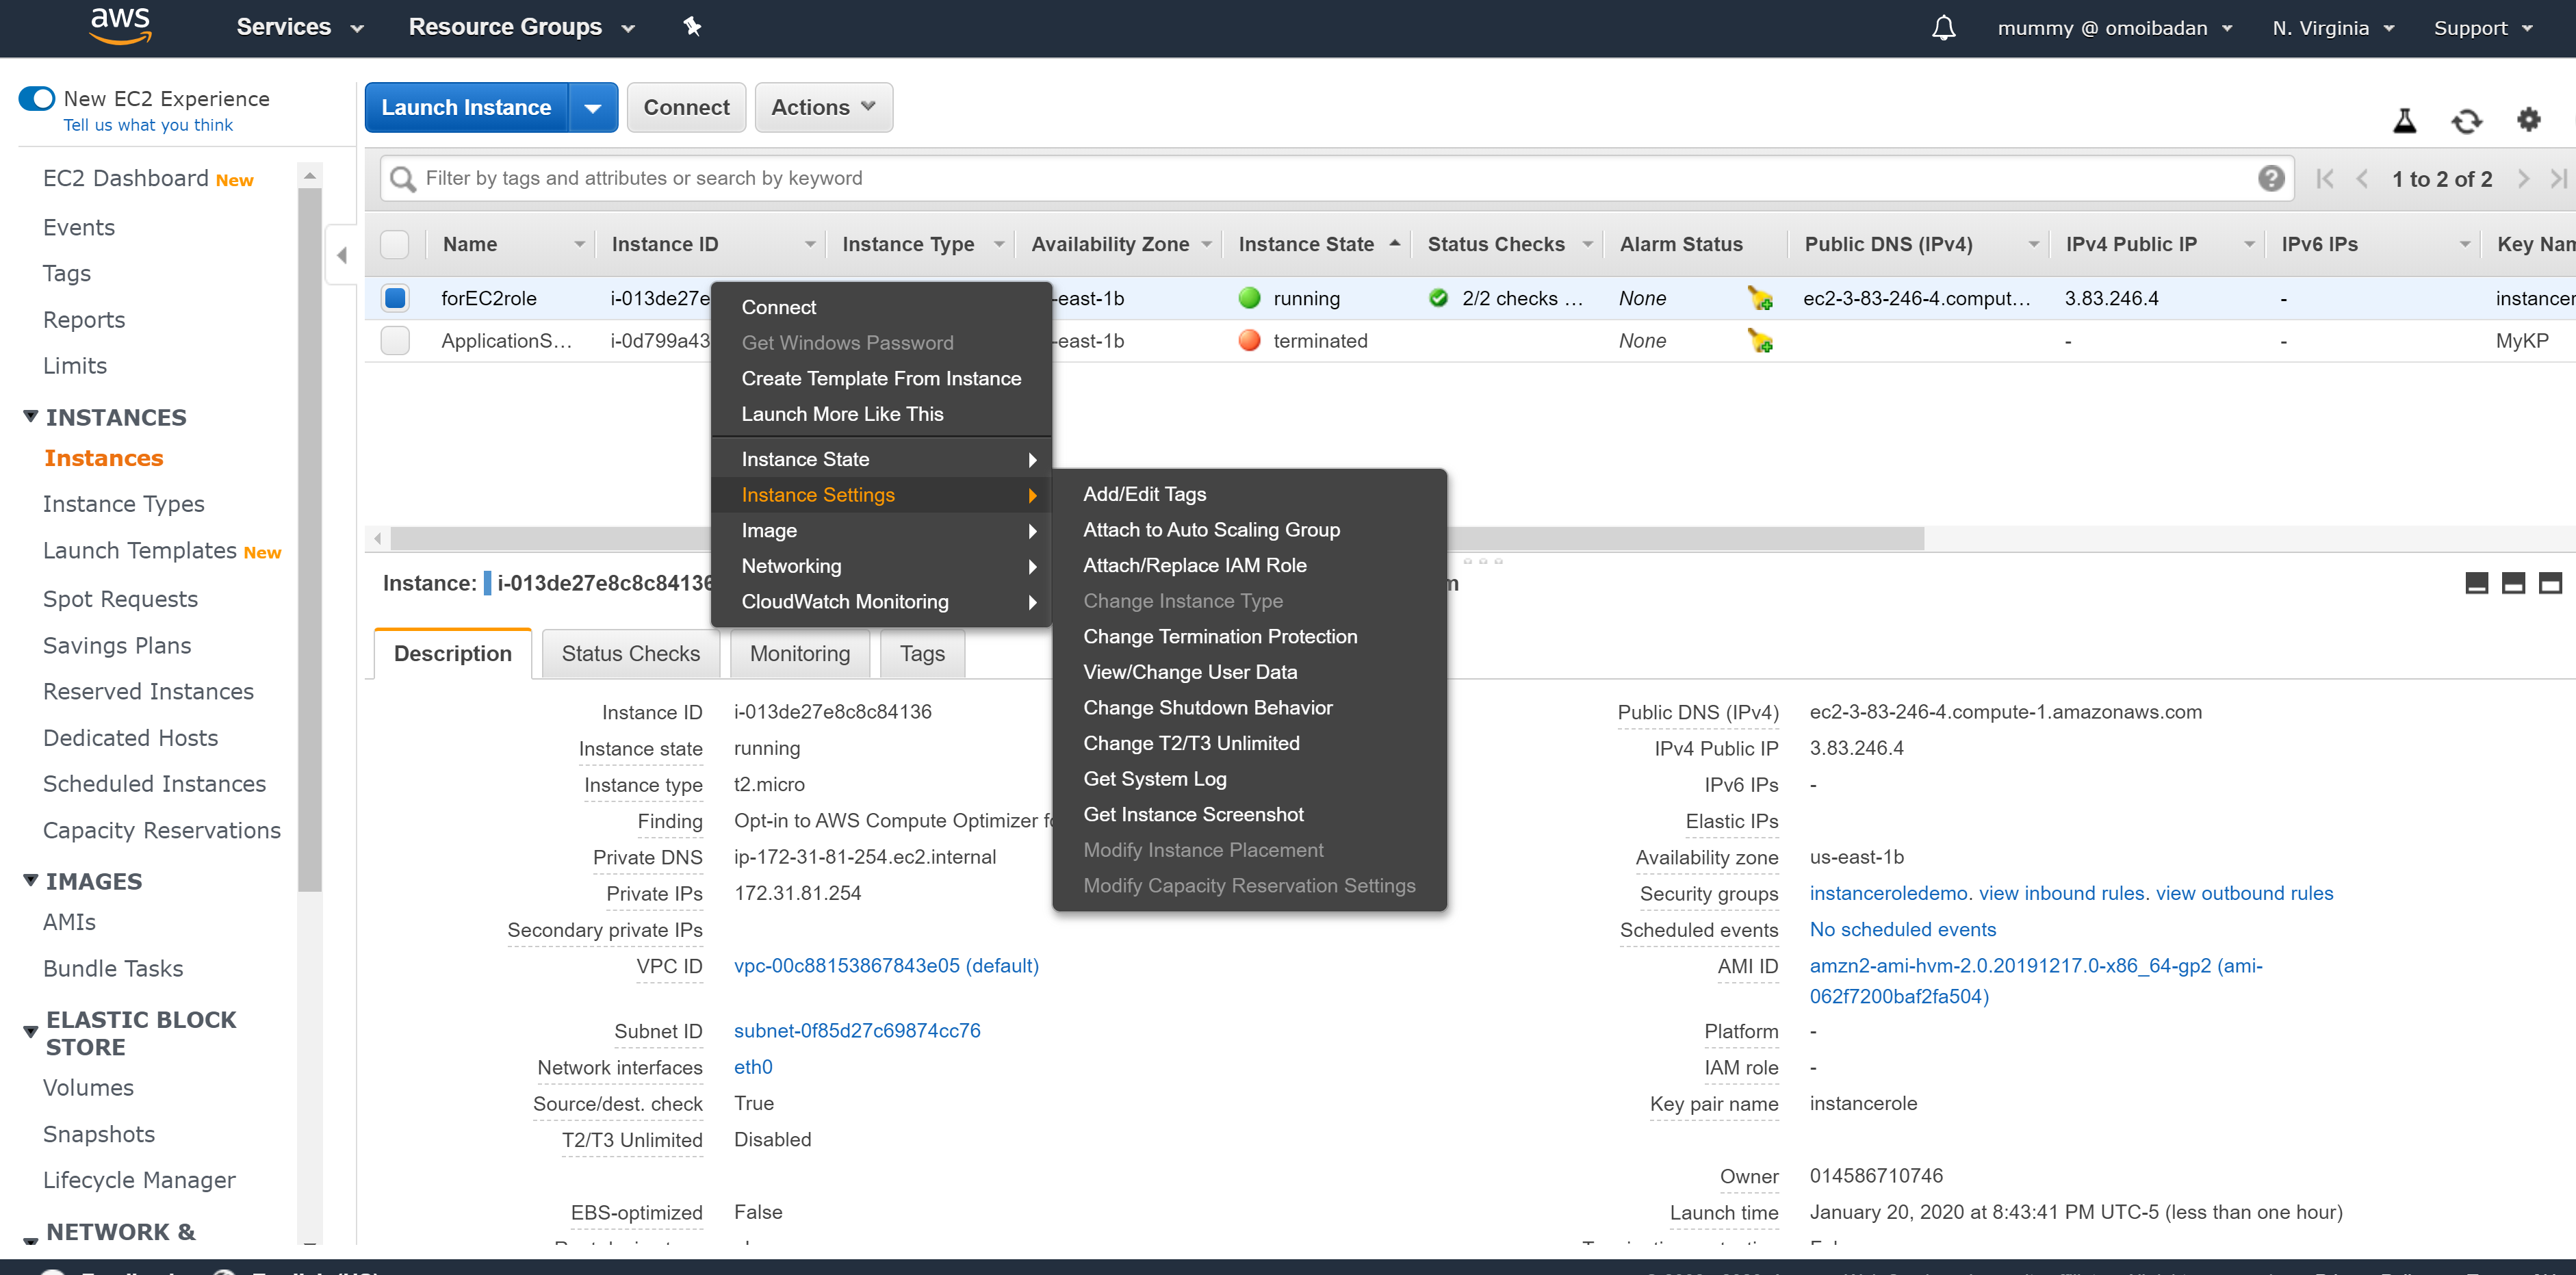 aws
Services
Resource Groups
mummy @ omoibadan
N. Virginia
Support
New EC2 Experience
Tell us what you think
EC2 Dashboard New
Events
Tags
Reports
Limits
INSTANCES
Instances
Instance Types
Launch Templates New
Spot Requests
Savings Plans
Reserved Instances
Dedicated Hosts
Scheduled Instances
Capacity Reservations
IMAGES
AMIs
Bundle Tasks
ELASTIC BLOCK
STORE
Volumes
Snapshots
Lifecycle Manager
NETWORK &
Launch Instance
Connect
Actions
Filter by tags and attributes or search by keyword
1 to 2 of 2
Name Instance ID Instance Type Availability Zone Instance State Status Checks Alarm Status Public DNS (IPv4) IPv4 Public IP IPv6 IPs Key Nam
forEC2role i-013de27e -east-1b running 2/2 checks ... None ec2-3-83-246-4.comput... 3.83.246.4 - instancer
ApplicationS... i-0d799a43 -east-1b terminated None - - MyKP
Connect
Get Windows Password
Create Template From Instance
Launch More Like This
Instance State
Instance Settings
Image
Networking
CloudWatch Monitoring
Add/Edit Tags
Attach to Auto Scaling Group
Attach/Replace IAM Role
Change Instance Type
Change Termination Protection
View/Change User Data
Change Shutdown Behavior
Change T2/T3 Unlimited
Get System Log
Get Instance Screenshot
Modify Instance Placement
Modify Capacity Reservation Settings
Instance: i-013de27e8c8c84136
Description
Status Checks
Monitoring
Tags
Instance ID i-013de27e8c8c84136
Instance state running
Instance type t2.micro
Finding Opt-in to AWS Compute Optimizer fo
Private DNS ip-172-31-81-254.ec2.internal
Private IPs 172.31.81.254
Secondary private IPs
VPC ID vpc-00c88153867843e05 (default)
Subnet ID subnet-0f85d27c69874cc76
Network interfaces eth0
Source/dest. check True
T2/T3 Unlimited Disabled
EBS-optimized False
Public DNS (IPv4) ec2-3-83-246-4.compute-1.amazonaws.com
IPv4 Public IP 3.83.246.4
IPv6 IPs -
Elastic IPs
Availability zone us-east-1b
Security groups instanceroledemo. view inbound rules. view outbound rules
Scheduled events No scheduled events
AMI ID amzn2-ami-hvm-2.0.20191217.0-x86_64-gp2 (ami-
062f7200baf2fa504)
Platform -
IAM role -
Key pair name instancerole
Owner 014586710746
Launch time January 20, 2020 at 8:43:41 PM UTC-5 (less than one hour)